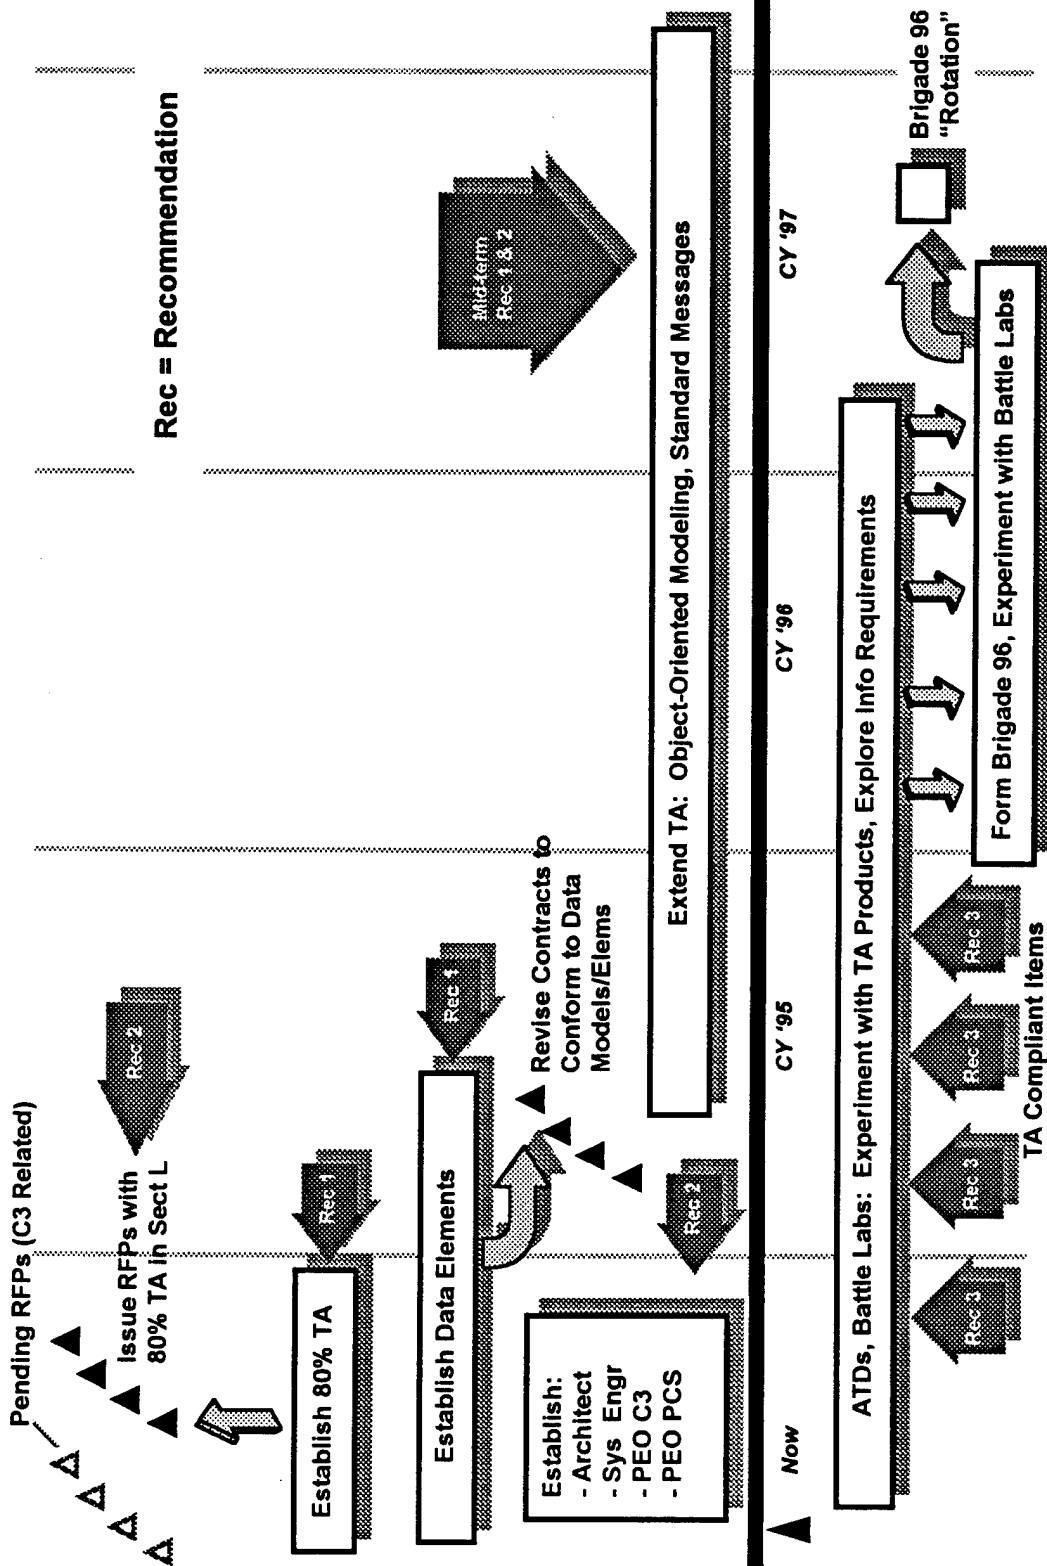 Pending RFPs (C3 Related)
Rec 2
Issue RFPs with
80% TA in Sect L
Rec = Recommendation
Establish 80% TA
Rec 1
Establish Data Elements
Rec 1
Revise Contracts to
Conform to Data
Models/Elems
Mid-term
Rec 1 & 2
Establish:
- Architect
- Sys Engr
- PEO C3
- PEO PCS
Rec 2
Extend TA: Object-Oriented Modeling, Standard Messages
Now
CY '95
CY '96
CY '97
ATDs, Battle Labs: Experiment with TA Products, Explore Info Requirements
Rec 3
Rec 3
Rec 3
Rec 3
TA Compliant Items
Form Brigade 96, Experiment with Battle Labs
Brigade 96
“Rotation”